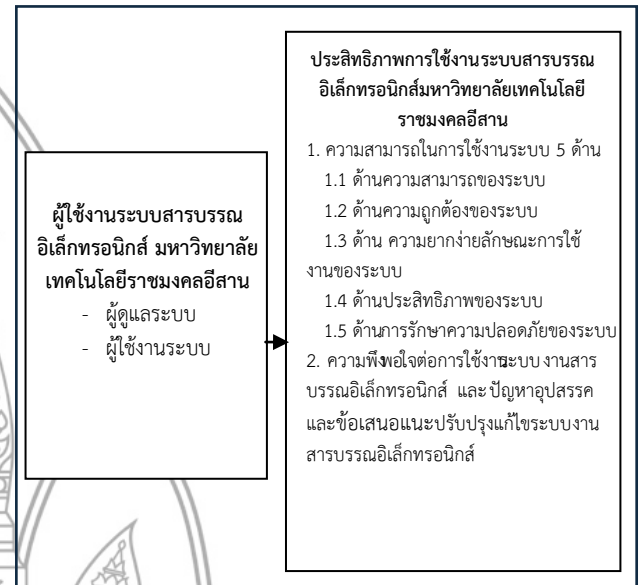 ผู้ใช้งานระบบสารบรรณ
อิเล็กทรอนิกส์ มหาวิทยาลัย
เทคโนโลยีราชมงคลอีสาน
- ผู้ดูแลระบบ
- ผู้ใช้งานระบบ
ประสิทธิภาพการใช้งานระบบสารบรรณ
อิเล็กทรอนิกส์มหาวิทยาลัยเทคโนโลยี
ราชมงคลอีสาน
1. ความสามารถในการใช้งานระบบ 5 ด้าน
1.1 ด้านความสามารถของระบบ
1.2 ด้านความถูกต้องของระบบ
1.3 ด้าน ความยากง่ายลักษณะการใช้
งานของระบบ
1.4 ด้านประสิทธิภาพของระบบ
1.5 ด้านการรักษาความปลอดภัยของระบบ
2. ความพึงพอใจต่อการใช้งานระบบ งานสาร
บรรณอิเล็กทรอนิกส์ และ ปัญหาอุปสรรค
และข้อเสนอแนะปรับปรุงแก้ไขระบบงาน
สารบรรณอิเล็กทรอนิกส์